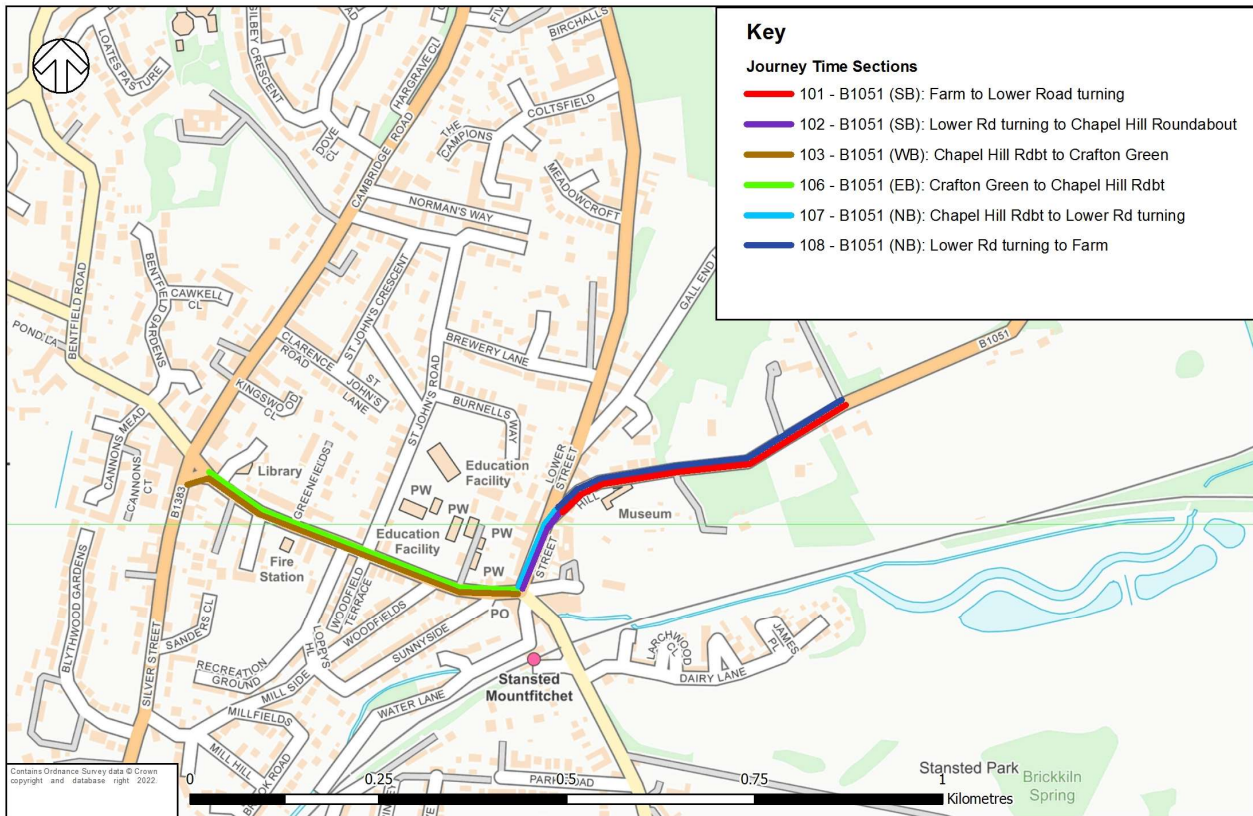 Key
Journey Time Sections
101 - B1051 (SB): Farm to Lower Road turning
102 - B1051 (SB): Lower Rd turning to Chapel Hill Roundabout
103 - B1051 (WB): Chapel Hill Rdbt to Crafton Green
106 - B1051 (EB): Crafton Green to Chapel Hill Rdbt
107 - B1051 (NB): Chapel Hill Rdbt to Lower Rd turning
108 - B1051 (NB): Lower Rd turning to Farm
LOATES PASTURE
SILBEY CRESCENT
HARGRAVE CL
BIRCHALLS
DOVE CL
THE CAMPIONS
COLTSFIELD
CAMBRIDGE ROAD
MEADOWCROFT
NORMAN'S WAY
BENTFIELD ROAD
BENTFIELD GARDENS
CAWKELL CL
ST JOHN'S CRESCENT
GALL END
POND LA
CLARENCE ROAD
BREWERY LANE
B1051
ST JOHN'S LANE
KINGSWOOD CL
ST JOHN'S ROAD
BURNELLS WAY
CANNONS MEAD
CANNONS CT
LOWER STREET
Library
GREENFIELDS
Education Facility
B1383
PW
PW
HILL
Museum
Education Facility
PW
Fire Station
PW
STREET
WOODFIELD TERRACE
PO
BLYTHWOOD GARDENS
SANDERS CL
WOODFIELDS
SUNNYSIDE
LOPPYS HL
LARCHWOOD CL
JAMES PL
SILVER STREET
RECREATION GROUND
MILL SIDE
Stansted Mountfitchet
DAIRY LANE
WATER LANE
MILLFIELDS
MILL HILL
BROOK ROAD
PARK ROAD
Stansted Park
Brickkiln Spring
Contains Ordnance Survey data © Crown
copyright and database right 2022.
0 0.25 0.5 0.75 1
Kilometres